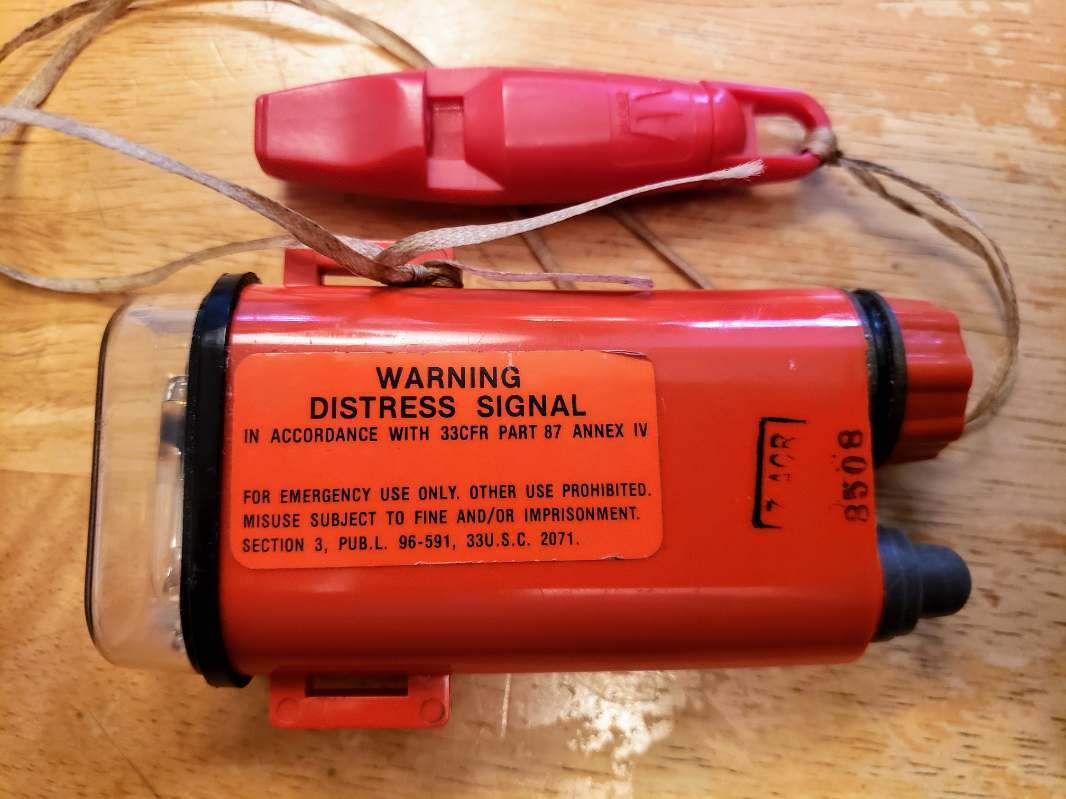 WARNING
DISTRESS SIGNAL
IN ACCORDANCE WITH 33CFR PART 87 ANNEX IV
FOR EMERGENCY USE ONLY. OTHER USE PROHIBITED.
MISUSE SUBJECT TO FINE AND/OR IMPRISONMENT.
SECTION 3, PUB.L. 96-591, 33U.S.C. 2071.
8508